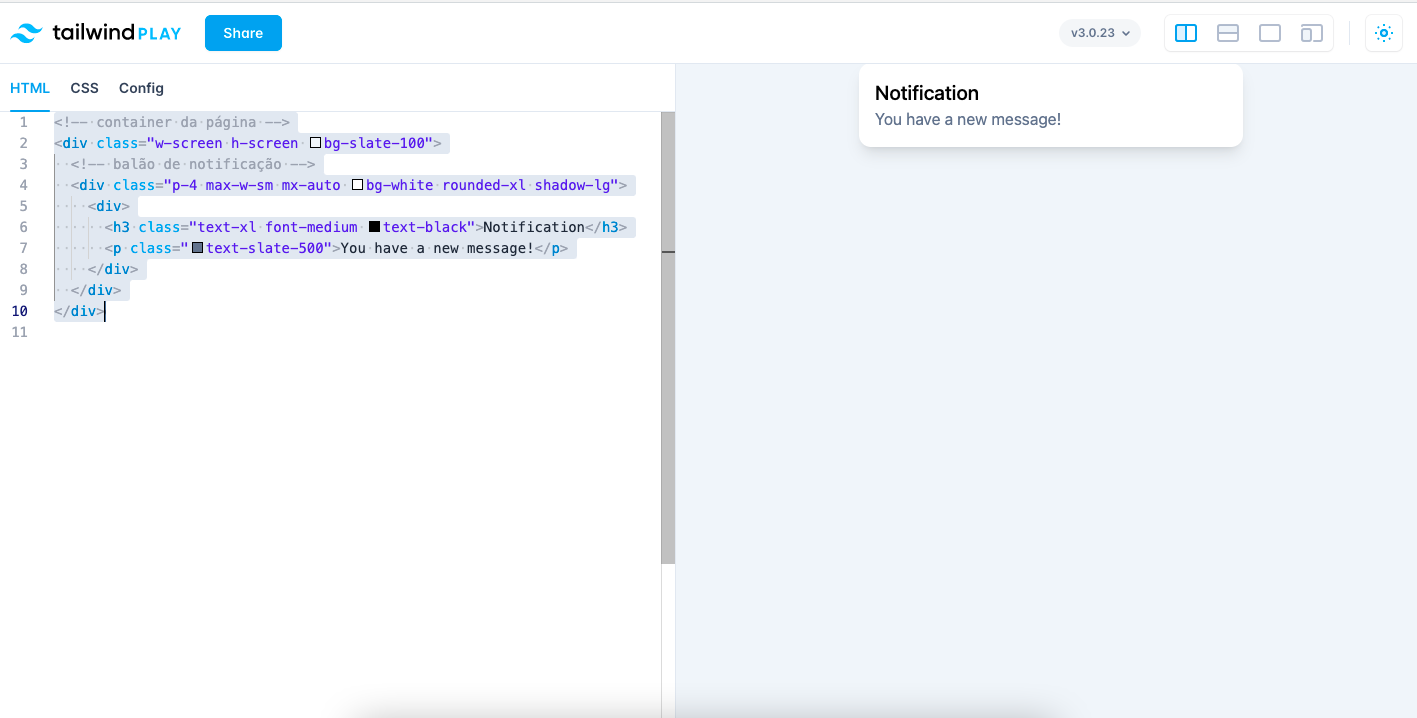 tailwind PLAY
Share
v3.0.23
HTML CSS Config
1 <!-- container da página -->
2 <div class="w-screen h-screen bg-slate-100">
3 <!-- balão de notificação -->
4 <div class="p-4 max-w-sm mx-auto bg-white rounded-xl shadow-lg">
5 <div>
6 <h3 class="text-xl font-medium text-black">Notification</h3>
7 <p class="text-slate-500">You have a new message!</p>
8 </div>
9 </div>
10 </div>
11
Notification
You have a new message!